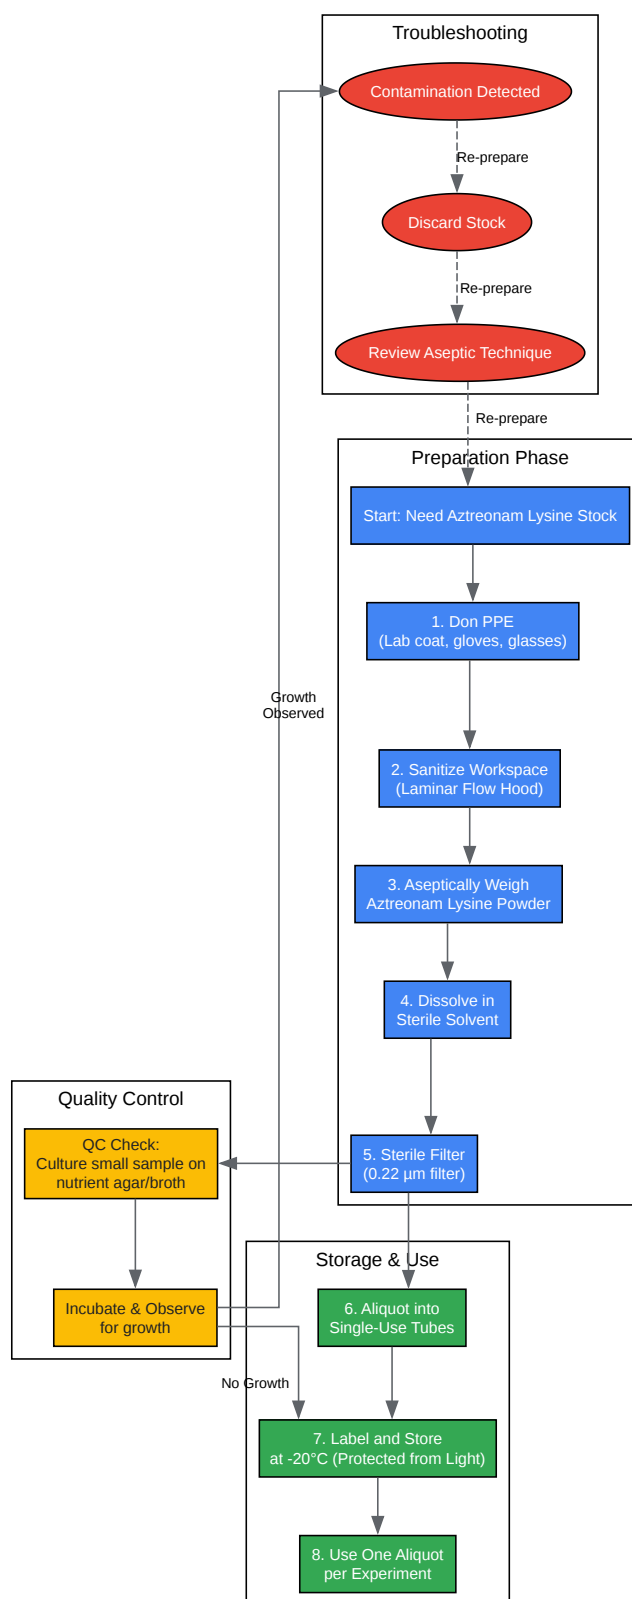 Troubleshooting
Contamination Detected
Re-prepare
Discard Stock
Re-prepare
Review Aseptic Technique
Re-prepare
Preparation Phase
Start: Need Aztreonam Lysine Stock
1. Don PPE
(Lab coat, gloves, glasses)
Growth
Observed
2. Sanitize Workspace
(Laminar Flow Hood)
3. Aseptically Weigh
Aztreonam Lysine Powder
4. Dissolve in
Sterile Solvent
5. Sterile Filter
(0.22 µm filter)
Quality Control
QC Check:
Culture small sample on
nutrient agar/broth
Incubate & Observe
for growth
No Growth
Storage & Use
6. Aliquot into
Single-Use Tubes
7. Label and Store
at -20°C (Protected from Light)
8. Use One Aliquot
per Experiment